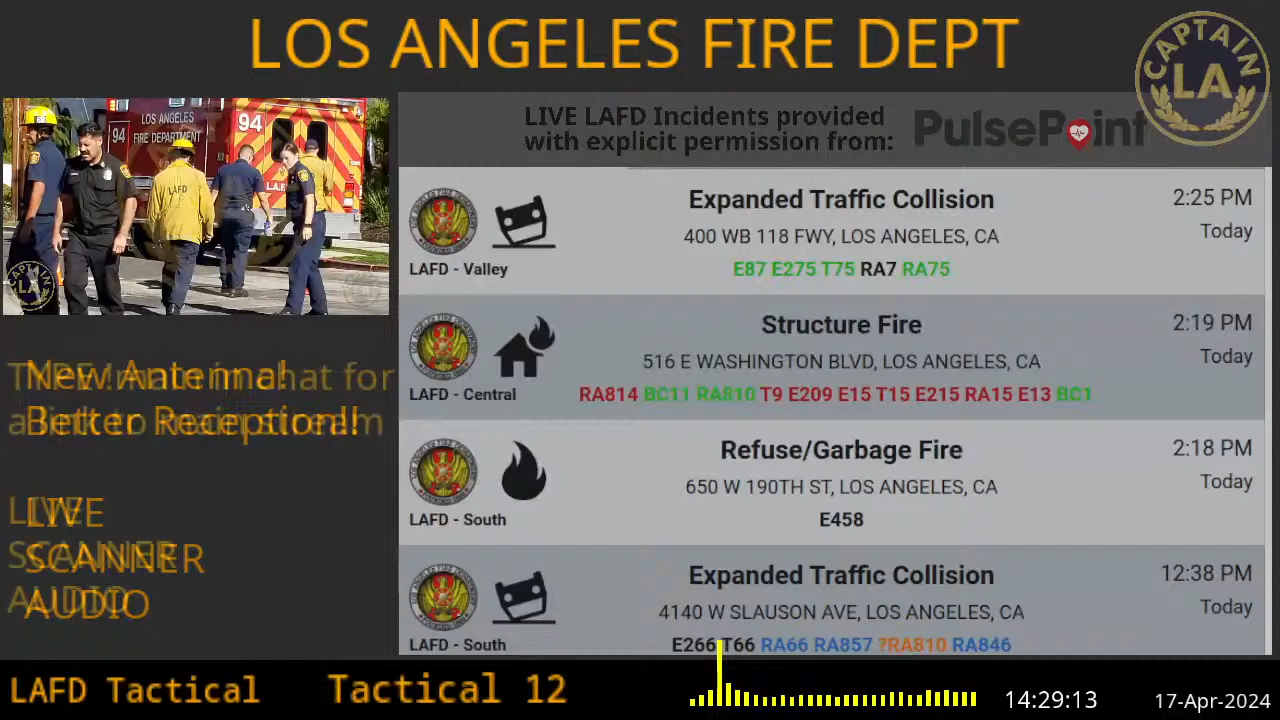 LOS ANGELES FIRE DEPT
CAPTAIN
LA
LIVE LAFD Incidents provided
with explicit permission from:
PulsePoint
LOS ANGELES
94 FIRE DEPARTMENT
94
LAFD
CAPTAIN
LA
Expanded Traffic Collision
2:25 PM
400 WB 118 FWY, LOS ANGELES, CA
Today
LAFD - Valley
E87 E275 T75 RA7 RA75
Structure Fire
2:19 PM
516 E WASHINGTON BLVD, LOS ANGELES, CA
Today
LAFD - Central
RA814 BC11 RA810 T9 E209 E15 T15 E215 RA15 E13 BC1
Refuse/Garbage Fire
2:18 PM
650 W 190TH ST, LOS ANGELES, CA
Today
LAFD - South
E458
Expanded Traffic Collision
12:38 PM
4140 W SLAUSON AVE, LOS ANGELES, CA
Today
LAFD - South
E266 T66 RA66 RA857 ?RA810 RA846
New Antenna!
Better Reception!!
LIVE
SCANNER
AUDIO
LAFD Tactical
Tactical 12
14:29:13
17-Apr-2024